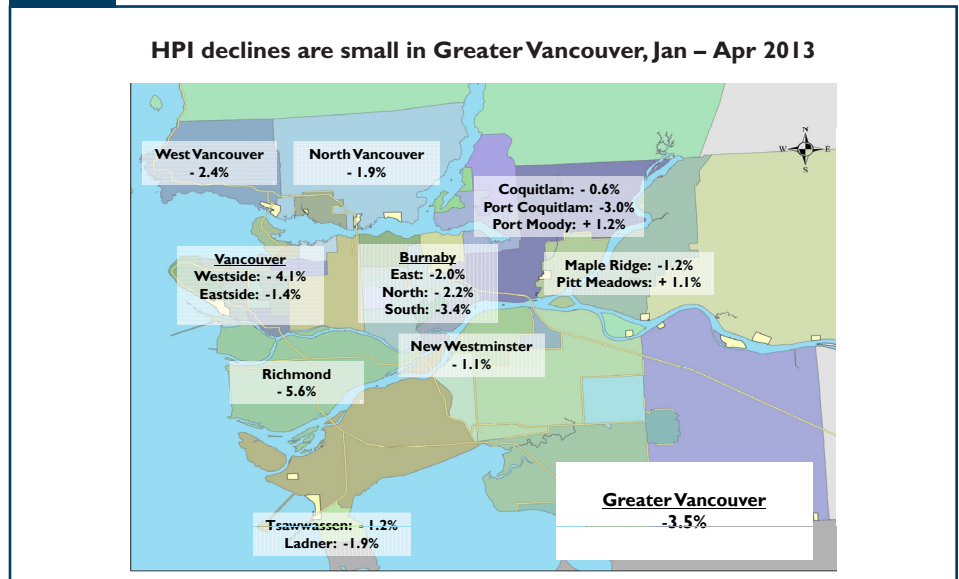 HPI declines are small in Greater Vancouver, Jan – Apr 2013
N
W E
S
West Vancouver
- 2.4%
North Vancouver
- 1.9%
Coquitlam: - 0.6%
Port Coquitlam: -3.0%
Port Moody: + 1.2%
Vancouver
Westside: - 4.1%
Eastside: -1.4%
Burnaby
East: -2.0%
North: - 2.2%
South: -3.4%
Maple Ridge: -1.2%
Pitt Meadows: + 1.1%
New Westminster
- 1.1%
Richmond
- 5.6%
Greater Vancouver
-3.5%
Tsawwassen: - 1.2%
Ladner: -1.9%